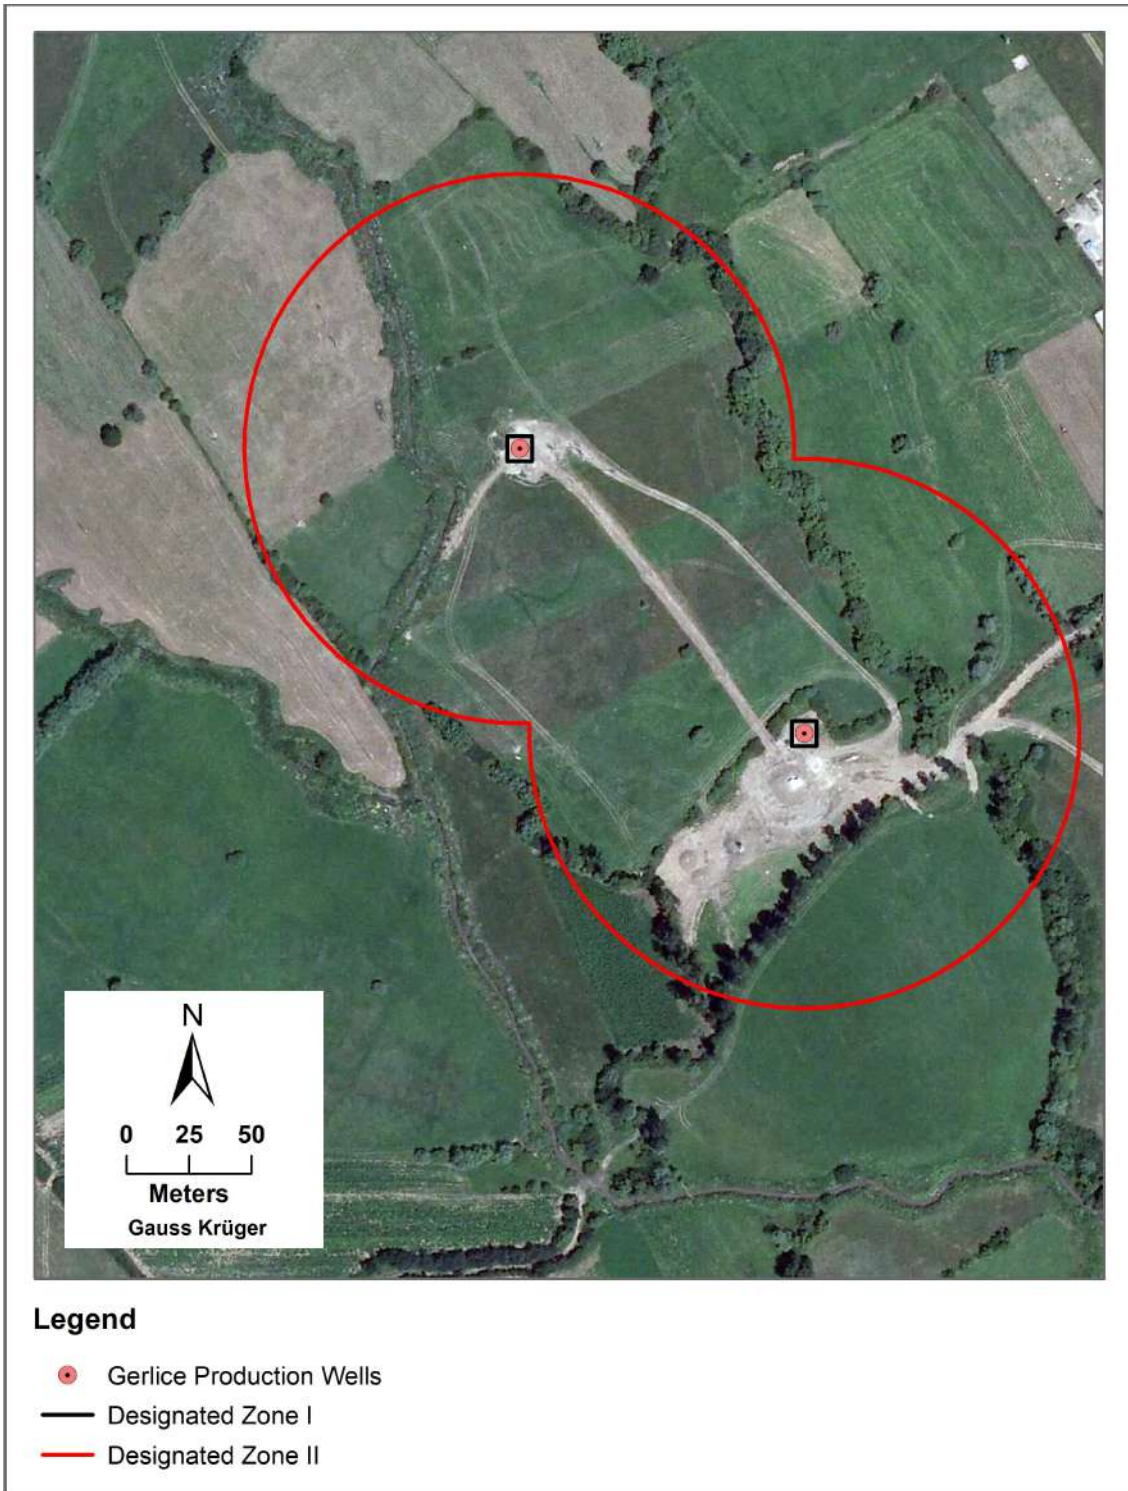 N
0 25 50
Meters
Gauss Krüger
Legend
Gerlice Production Wells
Designated Zone I
Designated Zone II